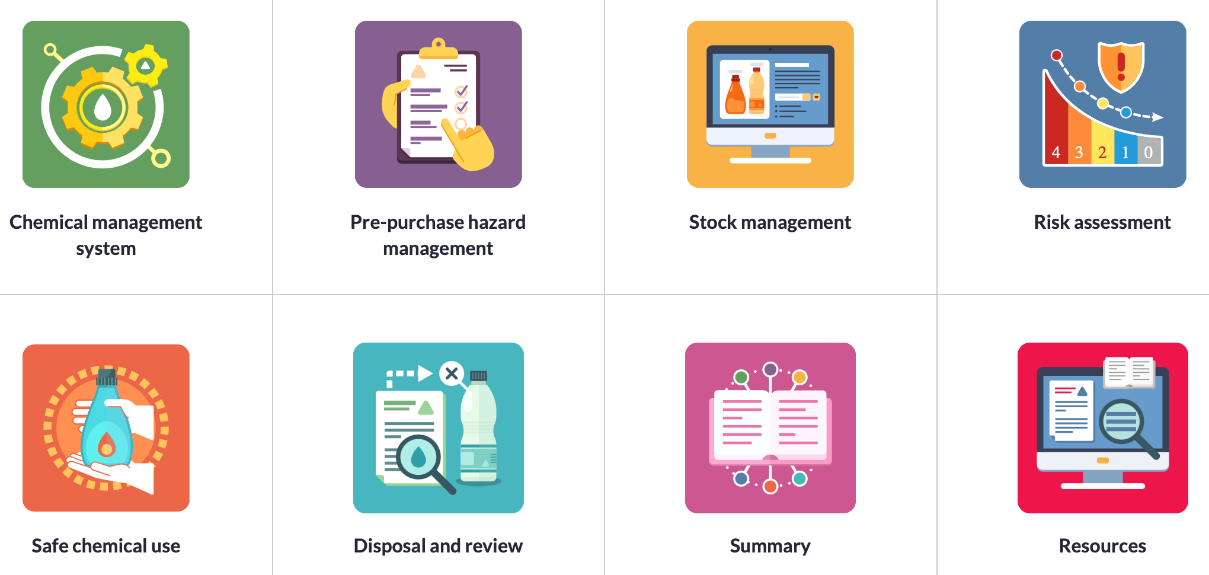 4 3 2 1 0
Chemical management
system
Pre-purchase hazard
management
Stock management
Risk assessment
Safe chemical use
Disposal and review
Summary
Resources